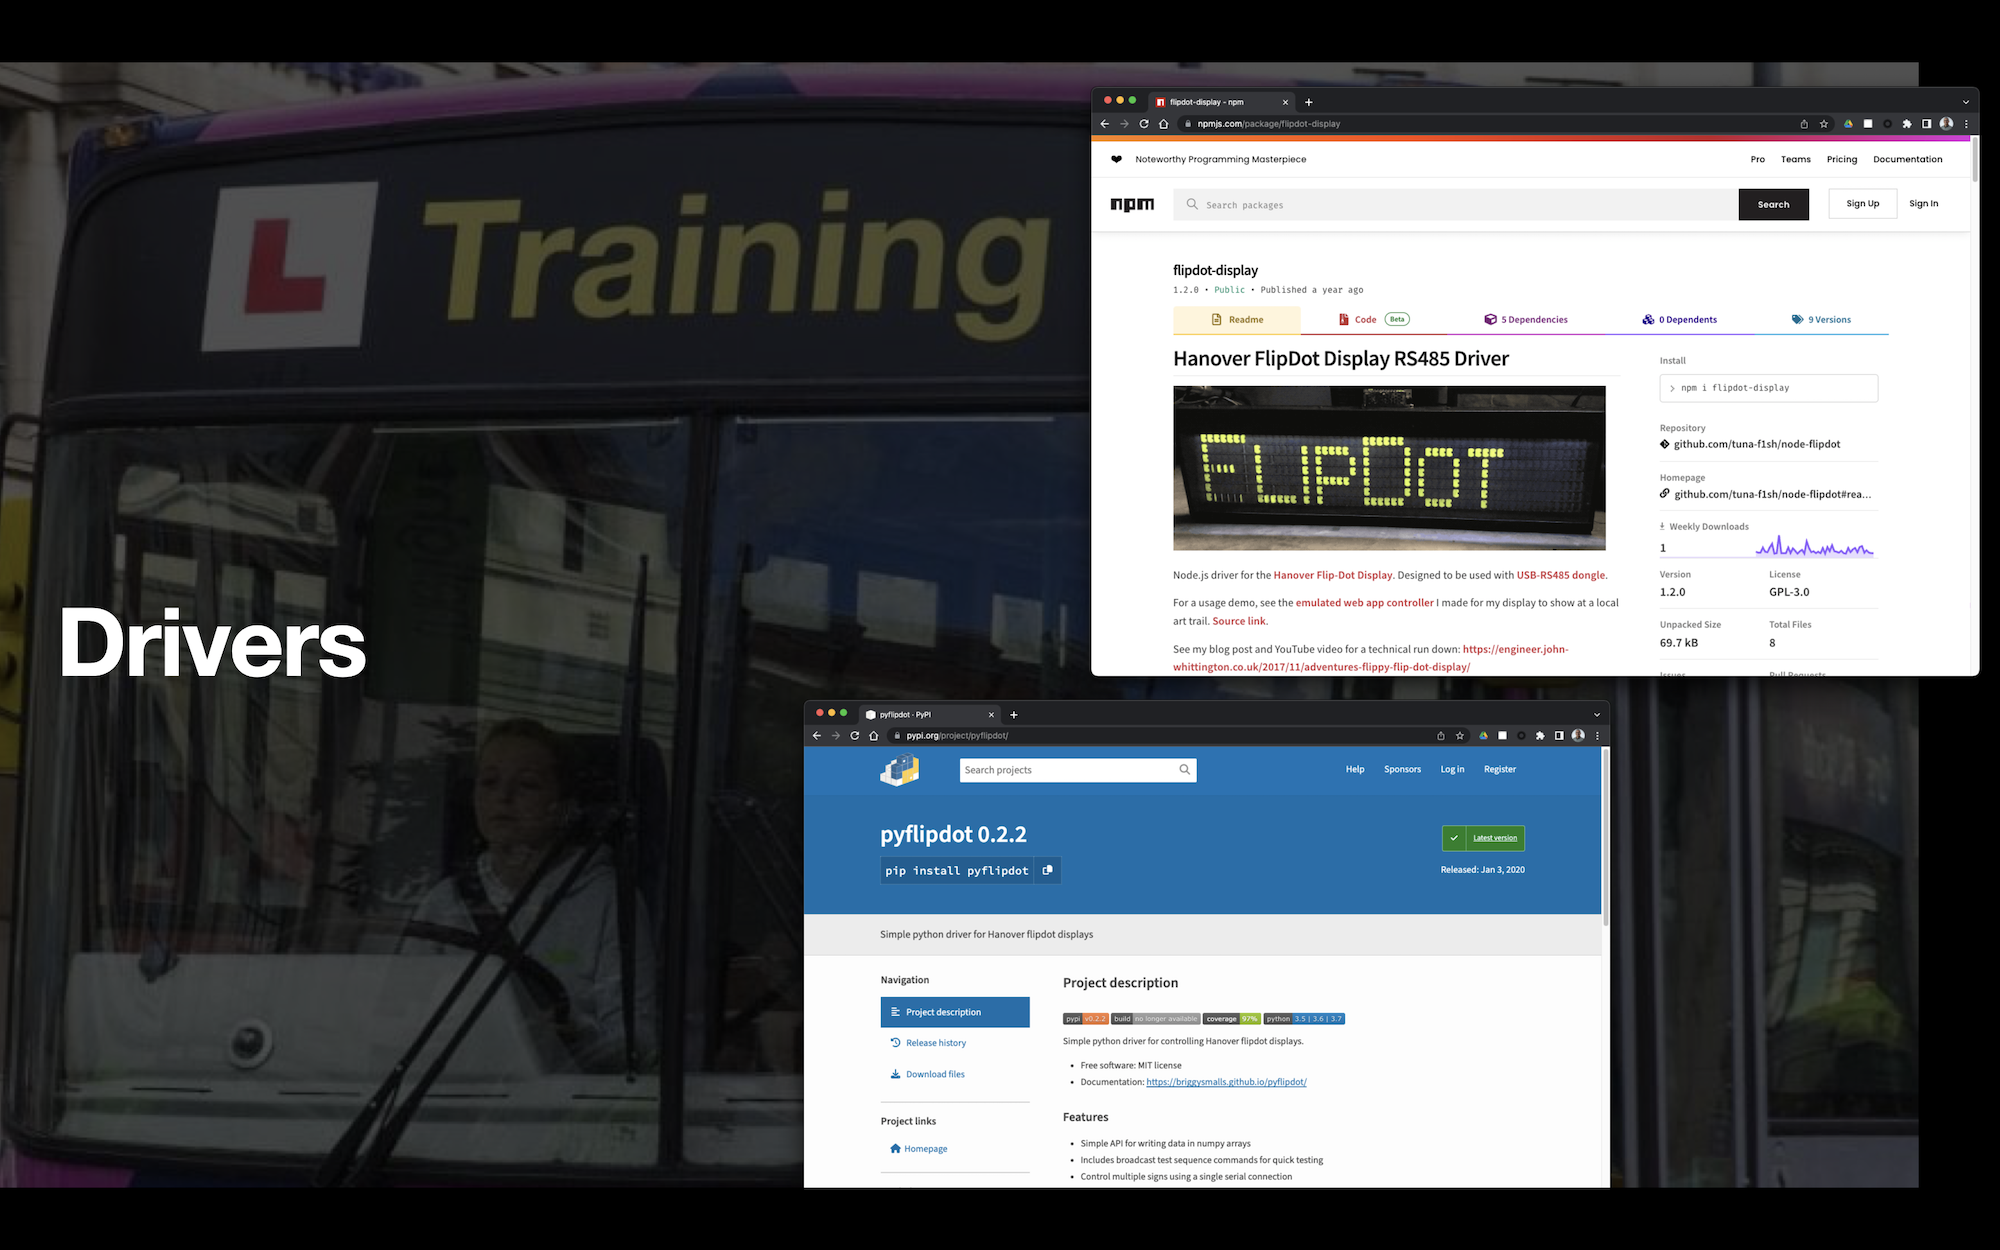 L Training
Drivers
flipdot-display - npm
npmjs.com/package/flipdot-display
Noteworthy Programming Masterpiece
Pro Teams Pricing Documentation
npm
Search packages
Search
Sign Up
Sign In
flipdot-display
1.2.0 • Public • Published a year ago
Readme
Code Beta
5 Dependencies
0 Dependents
9 Versions
Hanover FlipDot Display RS485 Driver
FLIPDOT
Node.js driver for the Hanover Flip-Dot Display. Designed to be used with USB-RS485 dongle.
For a usage demo, see the emulated web app controller I made for my display to show at a local
art trail. Source link.
See my blog post and YouTube video for a technical run down: https://engineer.john-
whittington.co.uk/2017/11/adventures-flippy-flip-dot-display/
Install
npm i flipdot-display
Repository
github.com/tuna-f1sh/node-flipdot
Homepage
github.com/tuna-f1sh/node-flipdot#rea...
Weekly Downloads
1
Version License
1.2.0 GPL-3.0
Unpacked Size Total Files
69.7 kB 8
Issues Pull Requests
pyflipdot · PyPI
pypi.org/project/pyflipdot/
Search projects
Help Sponsors Log in Register
pyflipdot 0.2.2
pip install pyflipdot
Latest version
Released: Jan 3, 2020
Simple python driver for Hanover flipdot displays
Navigation
Project description
Release history
Download files
Project links
Homepage
Project description
pypi v0.2.2 build no longer available coverage 97% python 3.5 | 3.6 | 3.7
Simple python driver for controlling Hanover flipdot displays.
• Free software: MIT license
• Documentation: https://briggysmalls.github.io/pyflipdot/
Features
• Simple API for writing data in numpy arrays
• Includes broadcast test sequence commands for quick testing
• Control multiple signs using a single serial connection